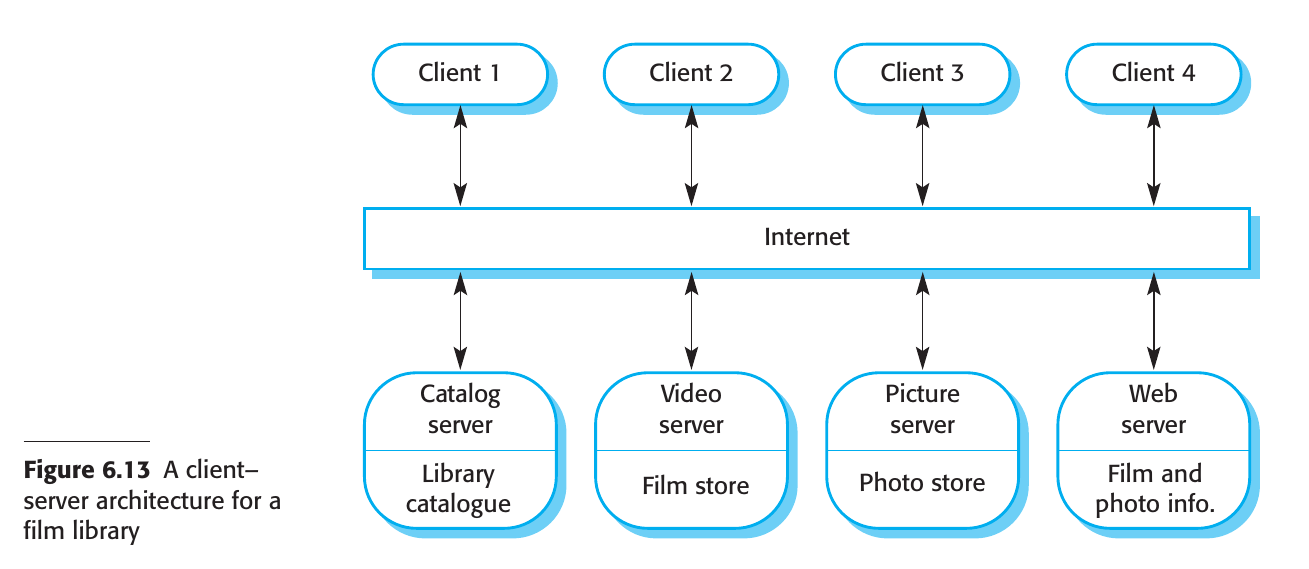 Client 1
Client 2
Client 3
Client 4
Internet
Catalog
server
Library
catalogue
Video
server
Film store
Picture
server
Photo store
Web
server
Film and
photo info.
Figure 6.13 A client–
server architecture for a
film library